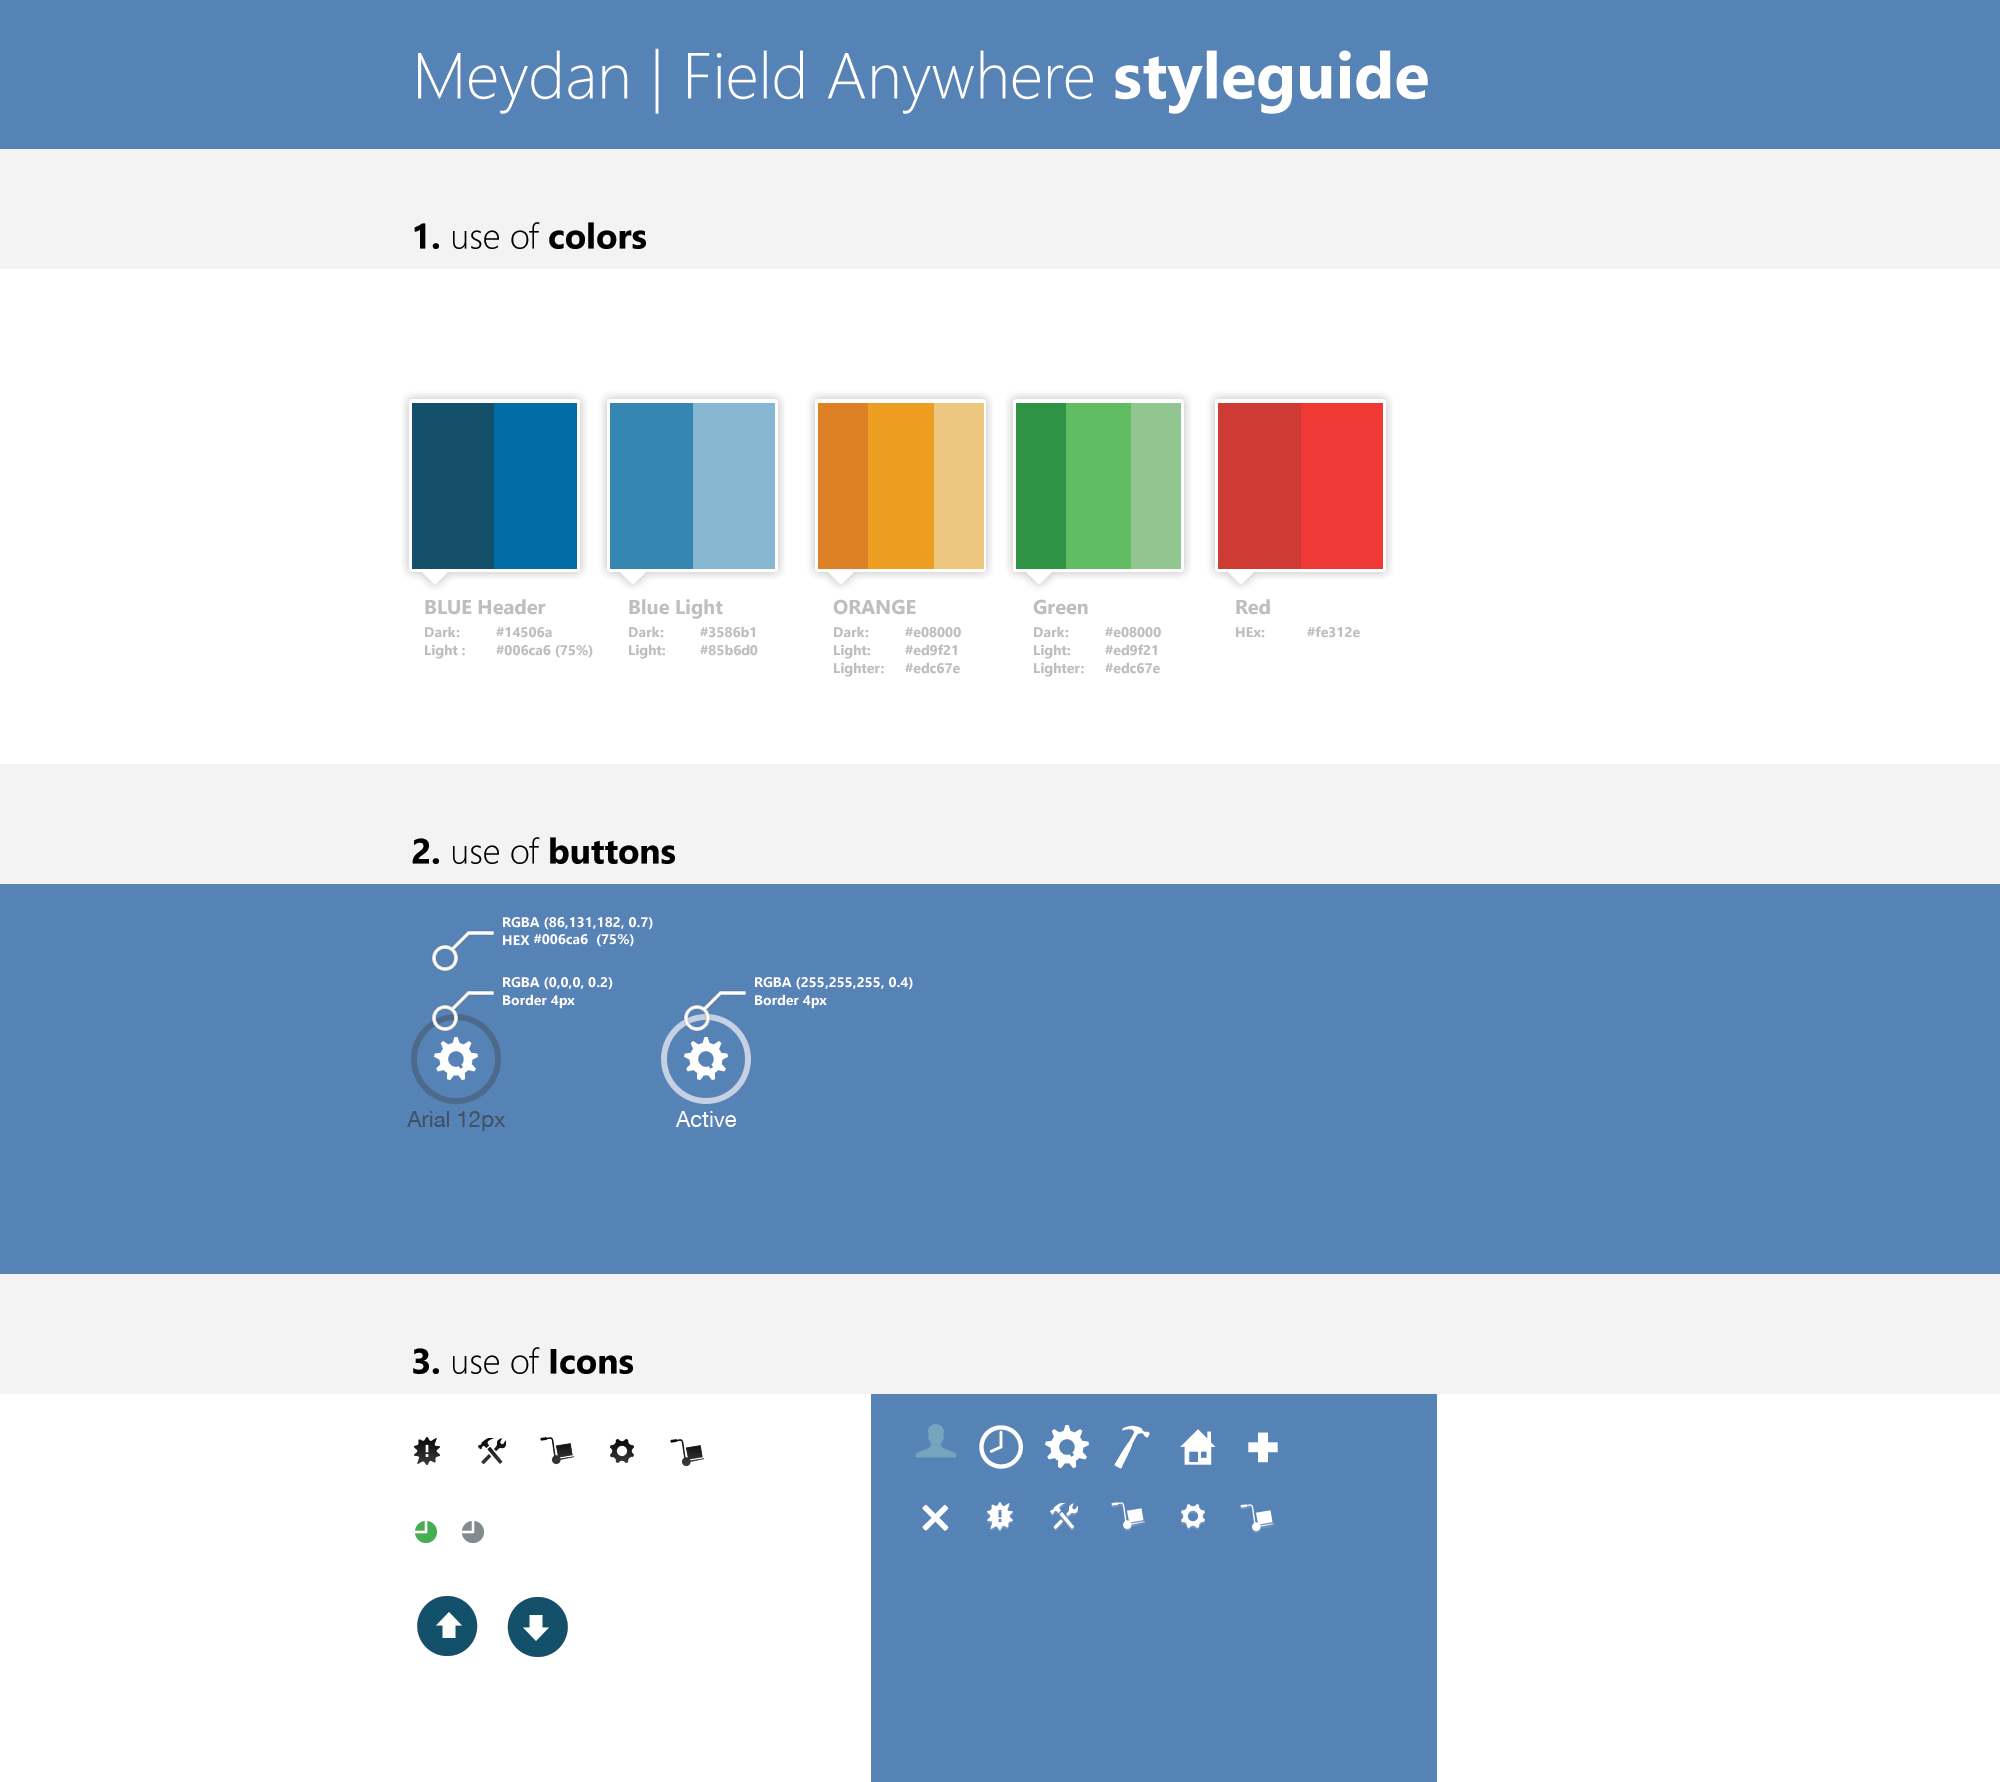 Meydan | Field Anywhere styleguide
1. use of colors
BLUE Header
Dark: #14506a
Light : #006ca6 (75%)
Blue Light
Dark: #3586b1
Light: #85b6d0
ORANGE
Dark: #e08000
Light: #ed9f21
Lighter: #edc67e
Green
Dark: #e08000
Light: #ed9f21
Lighter: #edc67e
Red
HEx: #fe312e
2. use of buttons
RGBA (86,131,182, 0.7)
HEX #006ca6 (75%)
RGBA (0,0,0, 0.2)
Border 4px
Arial 12px
RGBA (255,255,255, 0.4)
Border 4px
Active
3. use of Icons